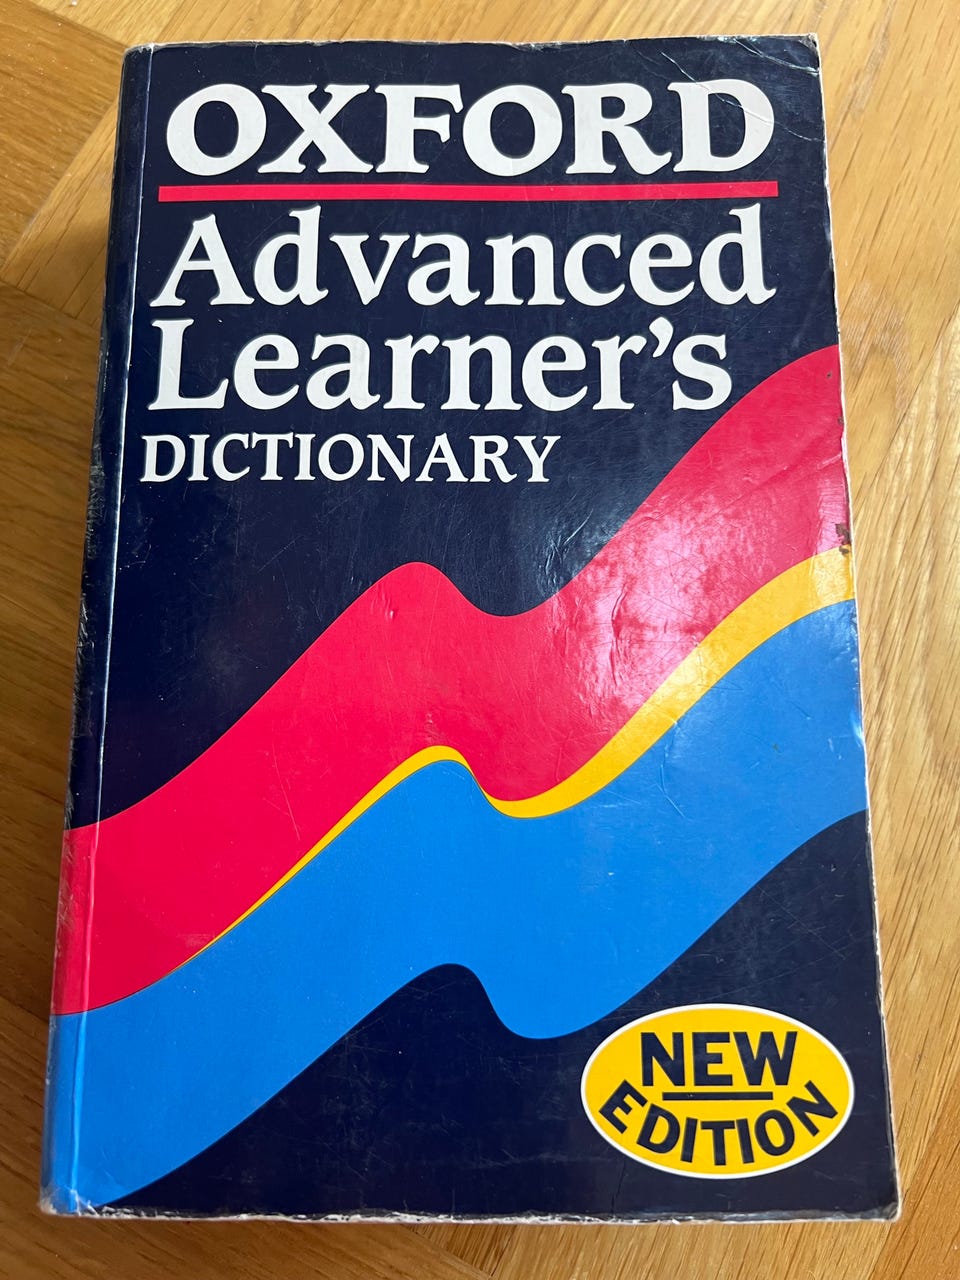 OXFORD
Advanced
Learner's
DICTIONARY
NEW
EDITION